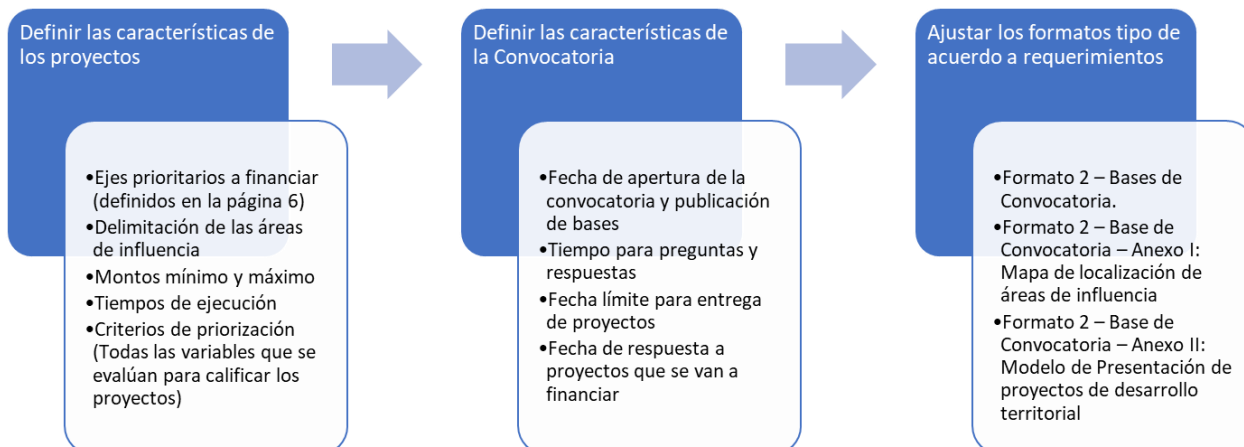 Definir las características de
los proyectos
•Ejes prioritarios a financiar
(definidos en la página 6)
•Delimitación de las áreas
de influencia
•Montos mínimo y máximo
•Tiempos de ejecución
•Criterios de priorización
(Todas las variables que se
evalúan para calificar los
proyectos)
Definir las características de
la Convocatoria
•Fecha de apertura de la
convocatoria y publicación
de bases
•Tiempo para preguntas y
respuestas
•Fecha límite para entrega
de proyectos
•Fecha de respuesta a
proyectos que se van a
financiar
Ajustar los formatos tipo de
acuerdo a requerimientos
•Formato 2 – Bases de
Convocatoria.
•Formato 2 – Base de
Convocatoria – Anexo I:
Mapa de localización de
áreas de influencia
•Formato 2 – Base de
Convocatoria – Anexo II:
Modelo de Presentación de
proyectos de desarrollo
territorial